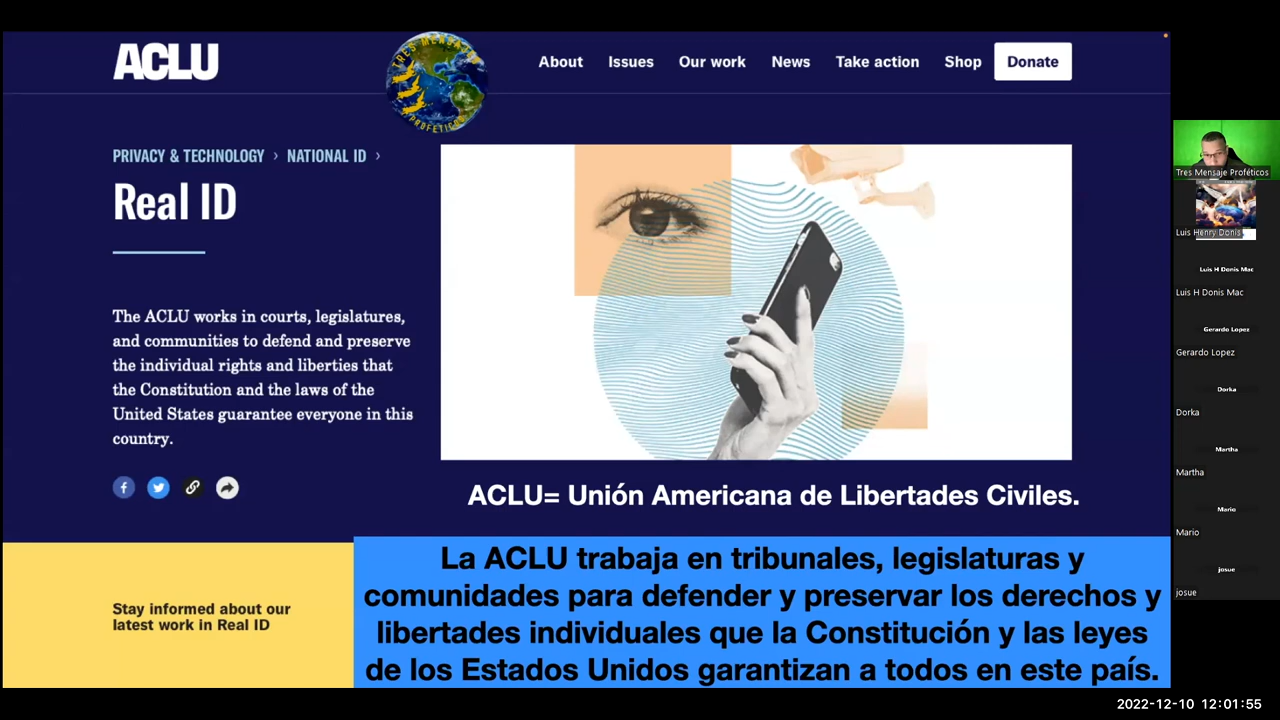 ACLU
TRES MENSAJES
PROFÉTICOS
About Issues Our work News Take action Shop Donate
PRIVACY & TECHNOLOGY › NATIONAL ID ›
Real ID
The ACLU works in courts, legislatures,
and communities to defend and preserve
the individual rights and liberties that
the Constitution and the laws of the
United States guarantee everyone in this
country.
ACLU= Unión Americana de Libertades Civiles.
Stay informed about our
latest work in Real ID
La ACLU trabaja en tribunales, legislaturas y
comunidades para defender y preservar los derechos y
libertades individuales que la Constitución y las leyes
de los Estados Unidos garantizan a todos en este país.
Tres Mensaje Proféticos
Luis Henry Donis
Luis H Donis Mac
Luis H Donis Mac
Gerardo Lopez
Gerardo Lopez
Dorka
Dorka
Martha
Martha
Mario
Mario
josue
josue
2022-12-10 12:01:55